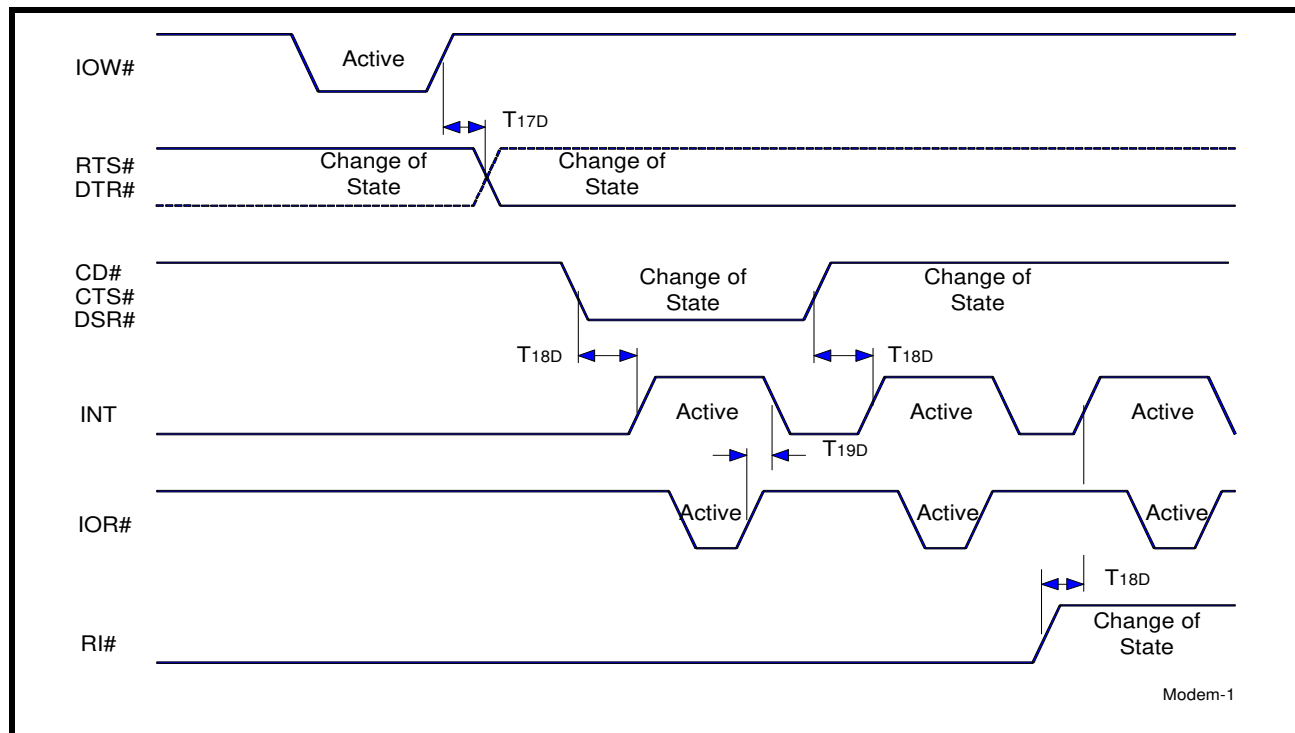 IOW#
Active
T17D
RTS#
DTR#
Change of
State
Change of
State
CD#
CTS#
DSR#
Change of
State
Change of
State
T18D
T18D
INT
Active
Active
Active
T19D
IOR#
Active
Active
Active
T18D
RI#
Change of
State
Modem-1